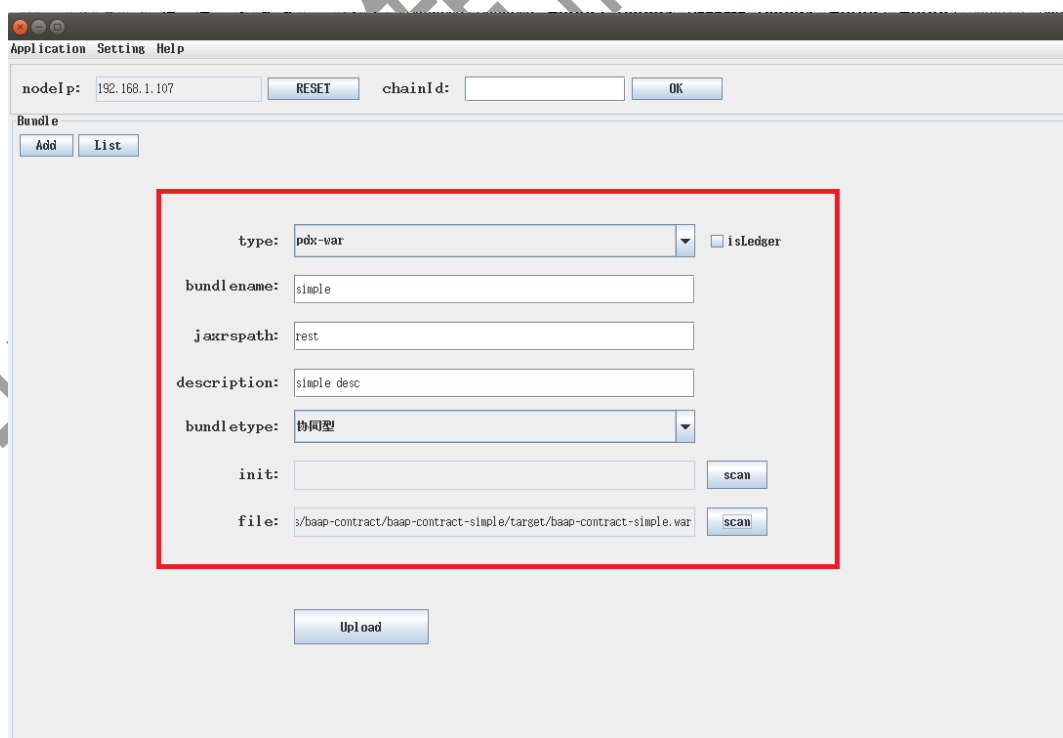 Application Setting Help
nodeIp: 192.168.1.107 RESET chainId: OK
Bundle
Add List
type: pdx-war isLedger
bundlename: simple
jaxrspath: rest
description: simple desc
bundletype: 协同型
init: scan
file: s/baap-contract/baap-contract-simple/target/baap-contract-simple.war scan
Upload